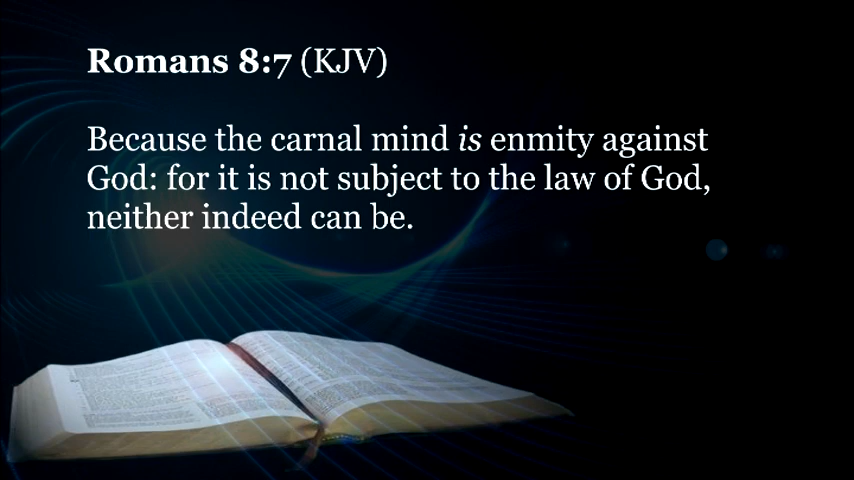 Romans 8:7 (KJV)
Because the carnal mind is enmity against
God: for it is not subject to the law of God,
neither indeed can be.